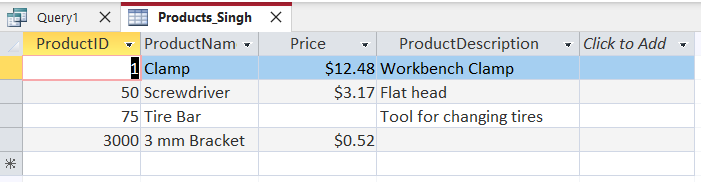 Query1 Products_Singh
ProductID ProductNam Price ProductDescription Click to Add
1 Clamp $12.48 Workbench Clamp
50 Screwdriver $3.17 Flat head
75 Tire Bar Tool for changing tires
3000 3 mm Bracket $0.52